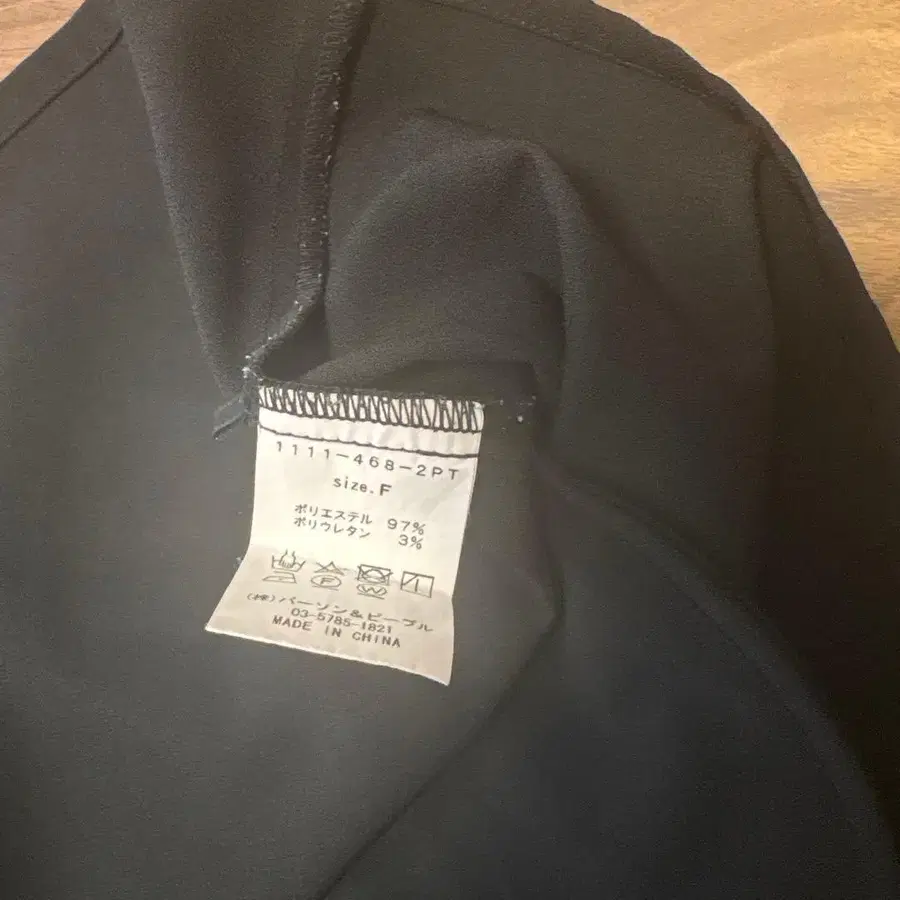 1111-468-2PT
size.F
ポリエステル 97%
ポリウレタン 3%
(株)パーソン&ピープル
03-5785-1821
MADE IN CHINA